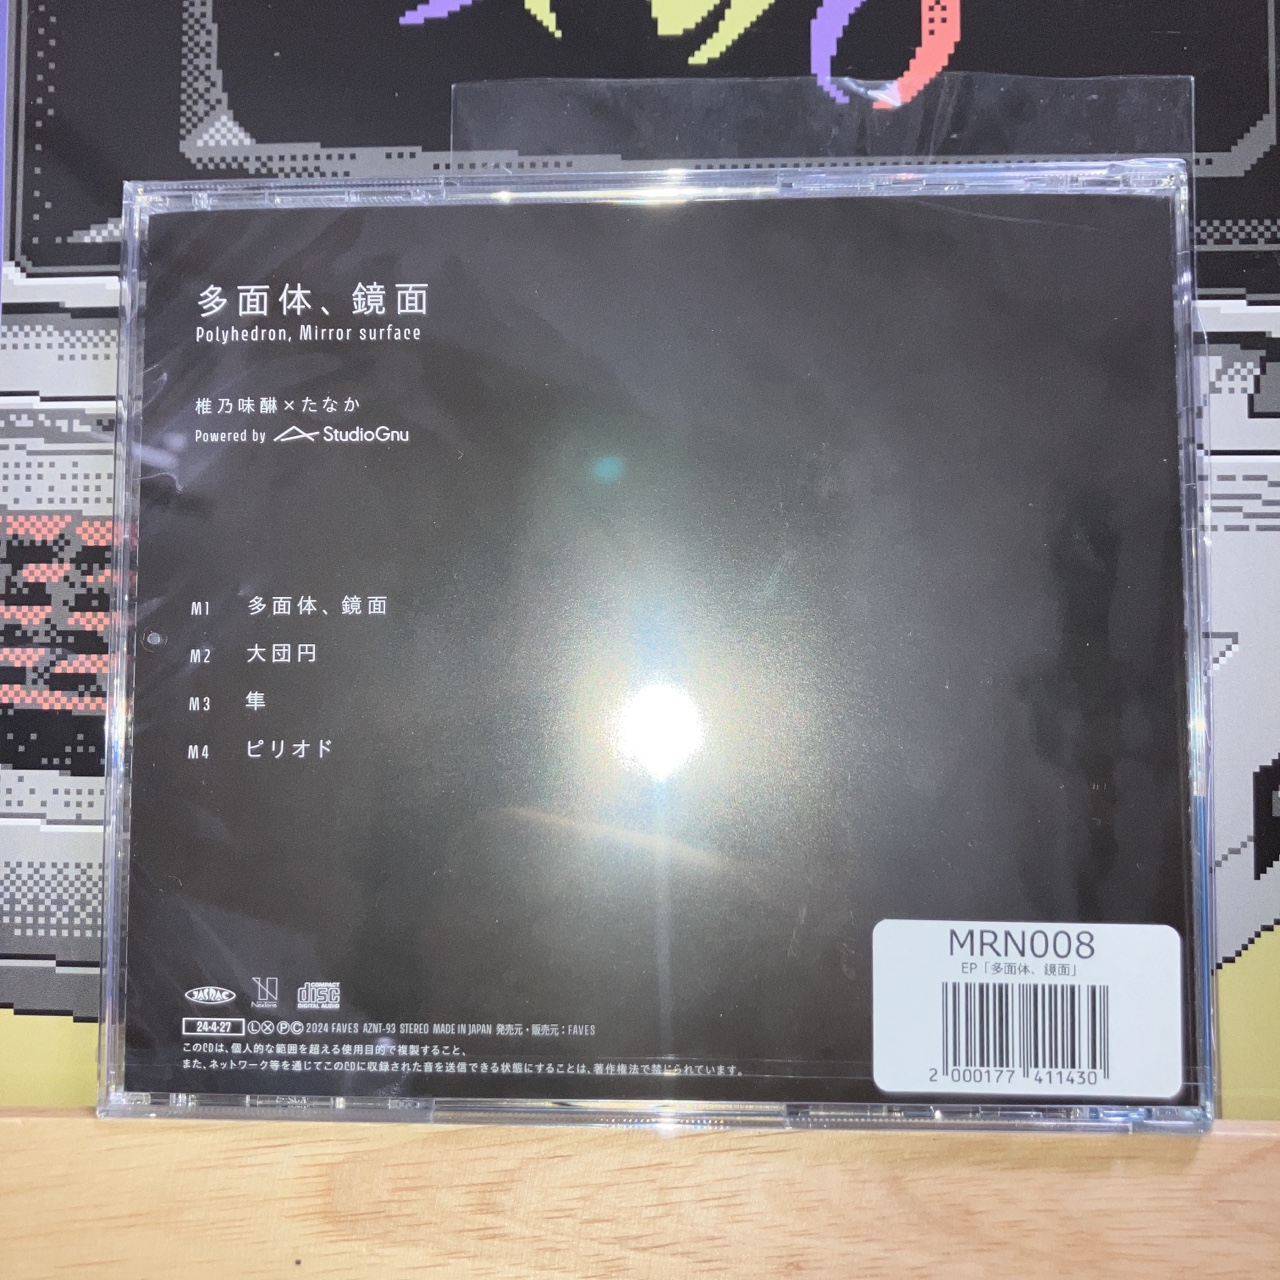 多面体、鏡面
Polyhedron, Mirror surface
椎乃味醂×たなか
Powered by StudioGnu
M1 多面体、鏡面
M2 大団円
M3 隼
M4 ピリオド
MRN008
EP「多面体、鏡面」
2 000177 411430
JASRAC
COMPACT disc DIGITAL AUDIO
24・4・27 ⓁⓍⓅⒸ2024 FAVES AZNT-93 STEREO MADE IN JAPAN 発売元・販売元：FAVES
このCDは、個人的な範囲を超える使用目的で複製すること、
また、ネットワーク等を通じてこのCDに収録された音を送信できる状態にすることは、著作権法で禁じられています。